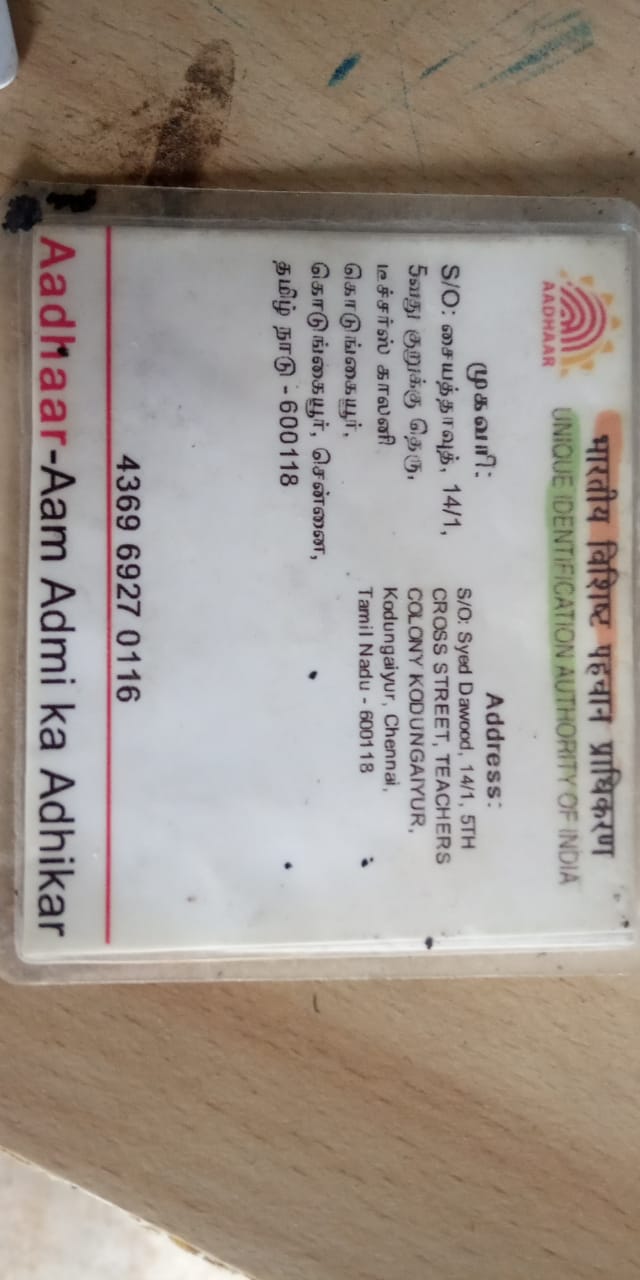 भारतीय विशिष्ट पहचान प्राधिकरण
UNIQUE IDENTIFICATION AUTHORITY OF INDIA
AADHAAR
முகவரி:
S/O: சையத்தாவுத், 14/1,
5வது குறுக்கு தெரு,
டீச்சர்ஸ் காலனி
கொடுங்கையூர்,
கொடுங்கையூர், சென்னை,
தமிழ் நாடு - 600118
Address:
S/O: Syed Dawood, 14/1, 5TH
CROSS STREET, TEACHERS
COLONY KODUNGAIYUR,
Kodungaiyur, Chennai,
Tamil Nadu - 600118
4369 6927 0116
Aadhaar-Aam Admi ka Adhikar